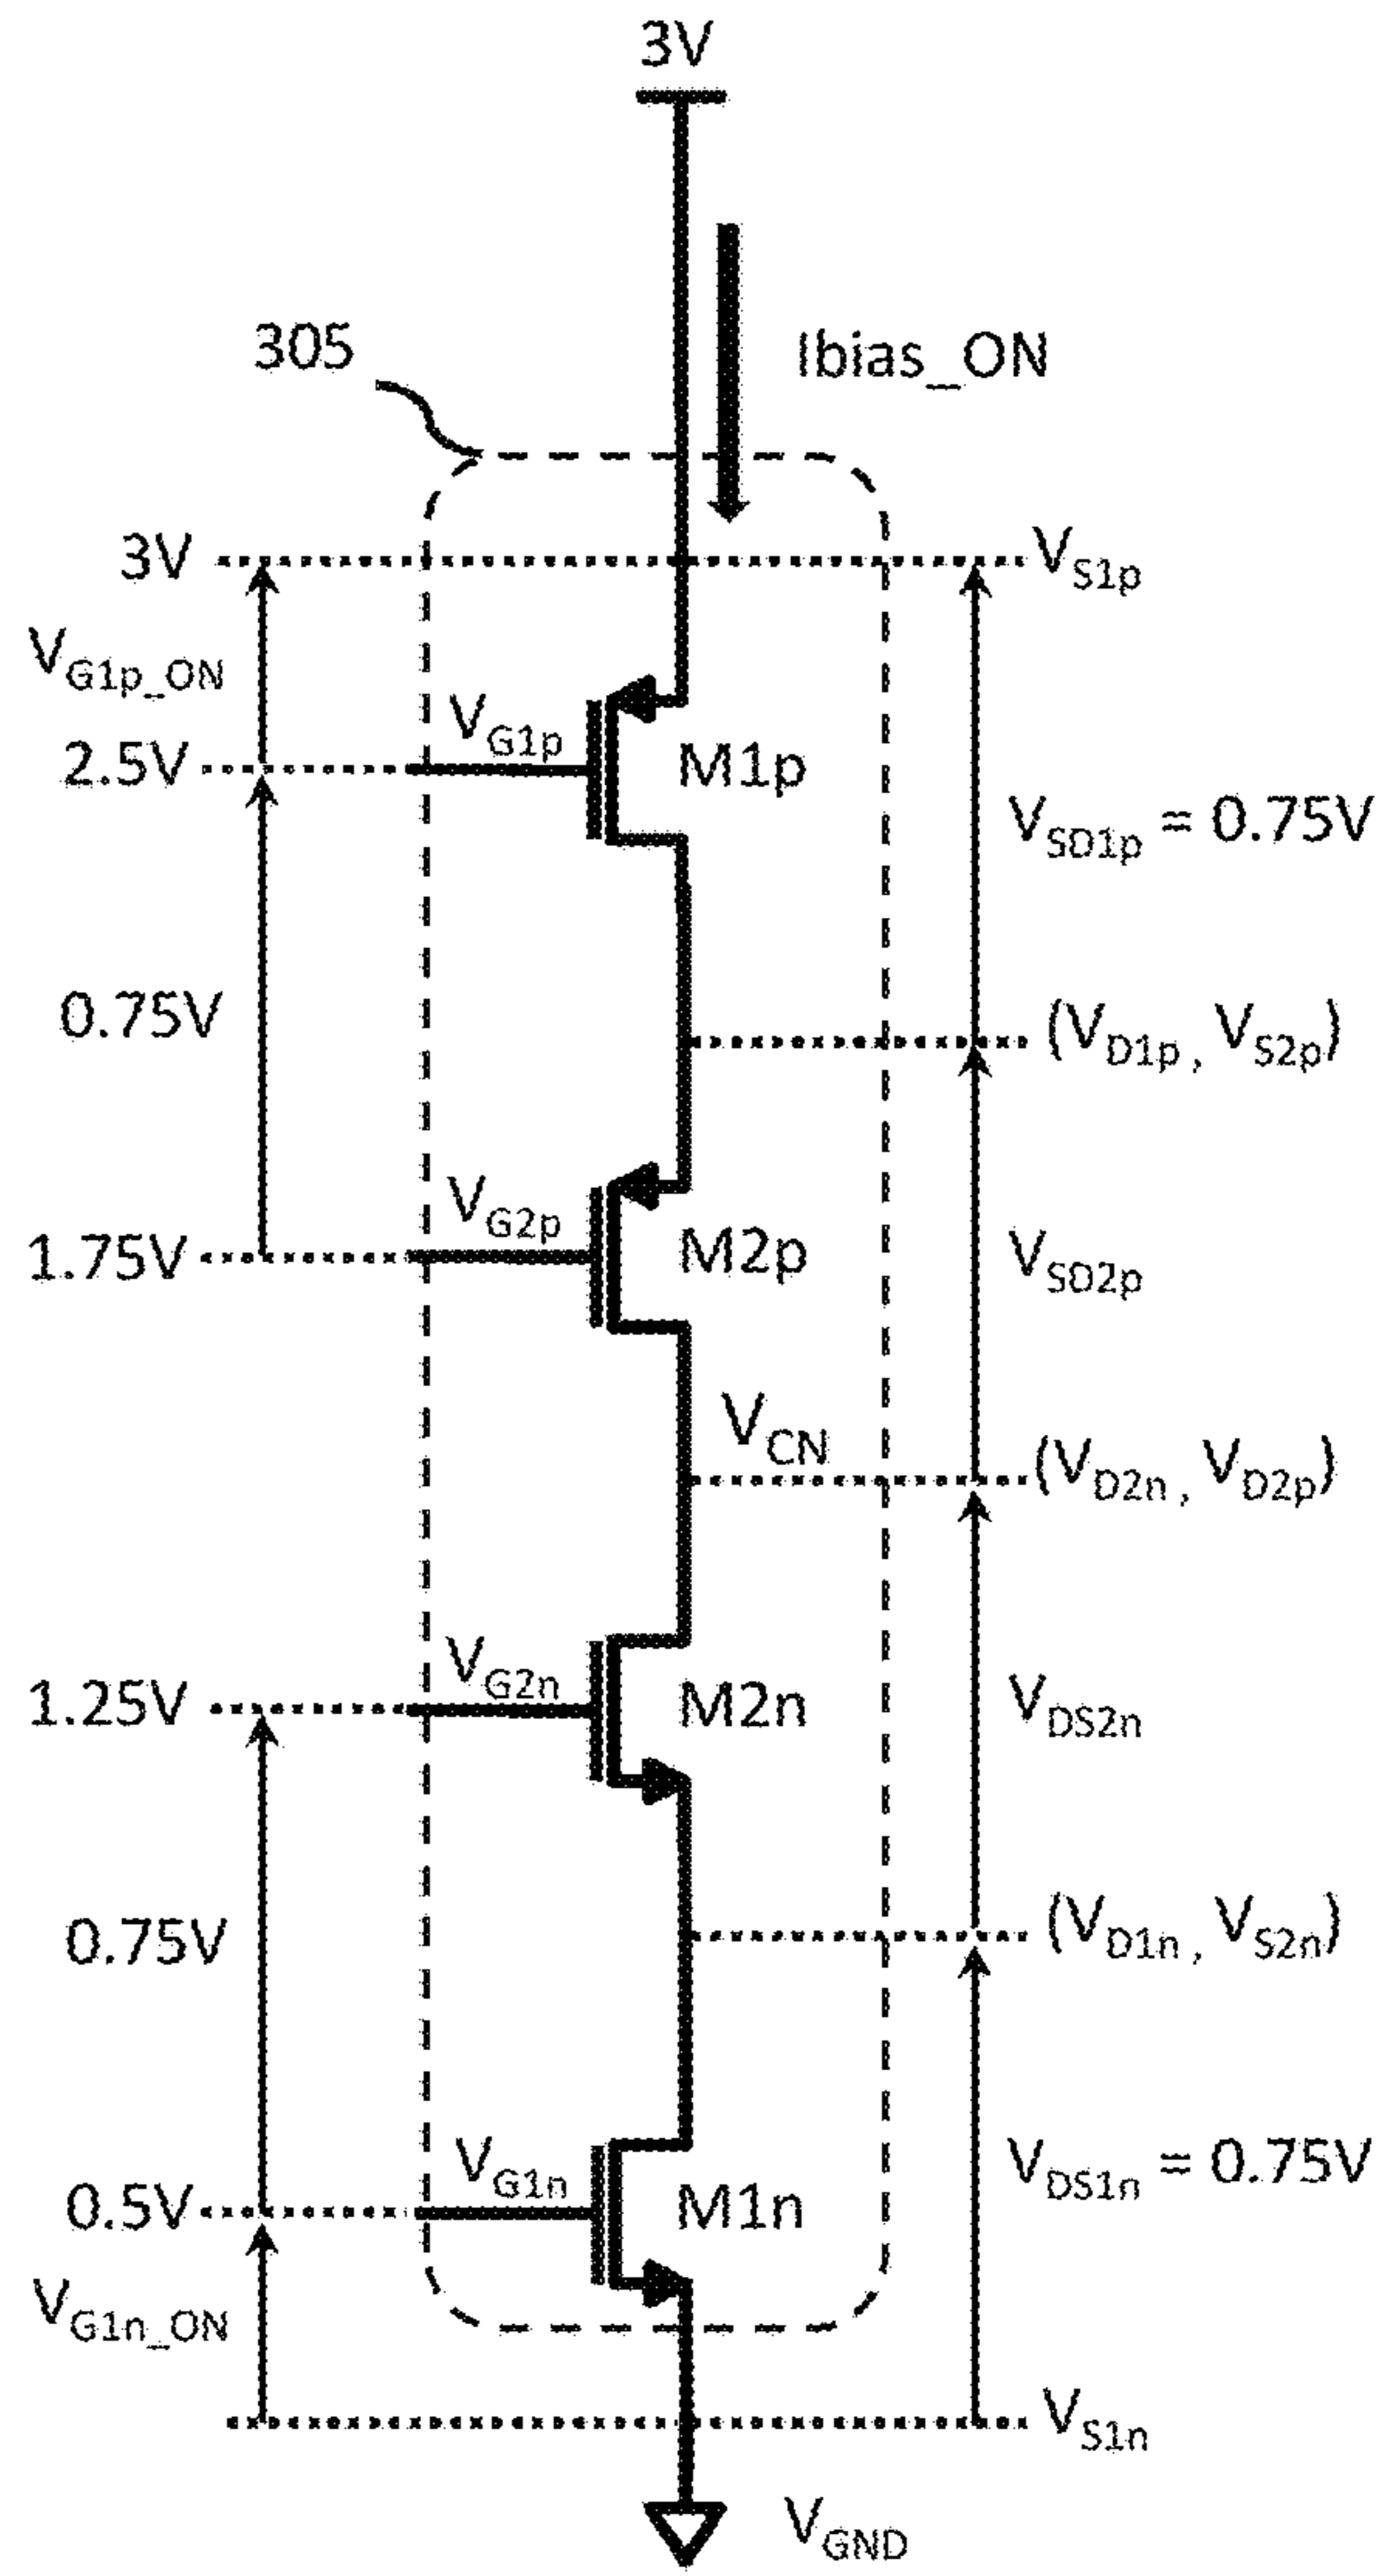 3V
305
Ibias_ON
3V
VS1p
VG1p_ON
VG1p
2.5V
M1p
VSD1p = 0.75V
0.75V
(VD1p , VS2p)
VG2p
1.75V
M2p
VSD2p
VCN
(VD2n , VD2p)
VG2n
1.25V
M2n
VDS2n
0.75V
(VD1n , VS2n)
VG1n
0.5V
M1n
VDS1n = 0.75V
VG1n_ON
VS1n
VGND